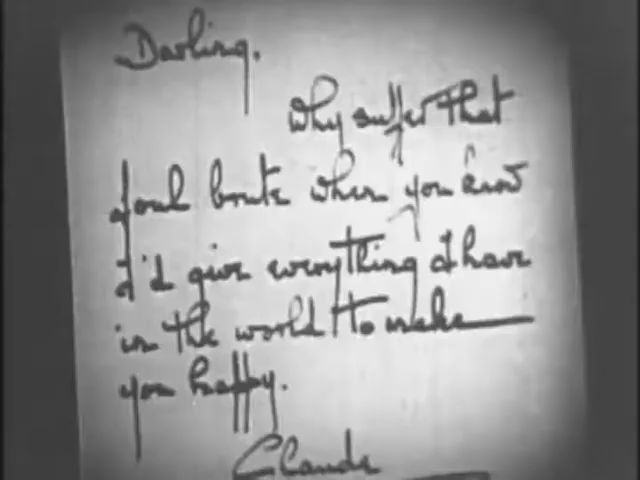 Darling.
Why suffer that
foul brute when you know
I'd give everything I have
in the world to make
you happy.
Claude